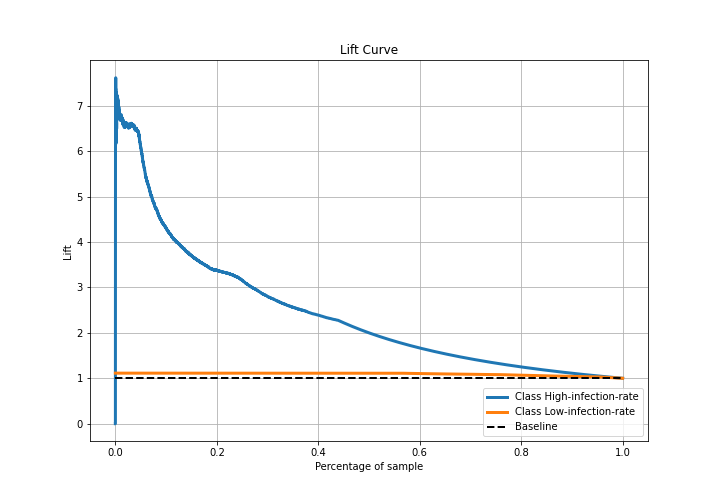 Lift Curve
Lift
7
6
5
4
3
2
1
0
0.0 0.2 0.4 0.6 0.8 1.0
Percentage of sample
Class High-infection-rate
Class Low-infection-rate
Baseline